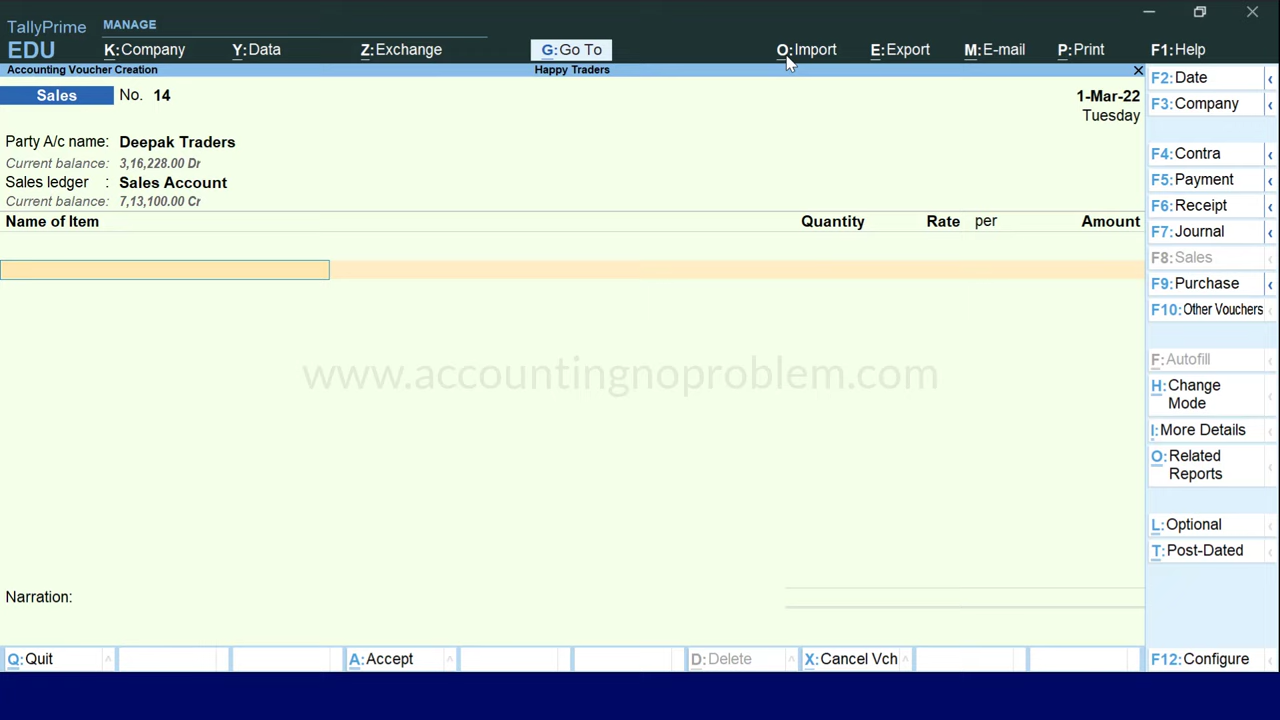 TallyPrime MANAGE
EDU K:Company Y:Data Z:Exchange G:Go To O:Import E:Export M:E-mail P:Print F1:Help
Accounting Voucher Creation Happy Traders
Sales No. 14 1-Mar-22
Tuesday
Party A/c name: Deepak Traders
Current balance: 3,16,228.00 Dr
Sales ledger : Sales Account
Current balance: 7,13,100.00 Cr
Name of Item Quantity Rate per Amount
www.accountingnoproblem.com
Narration:
Q:Quit A:Accept D:Delete X:Cancel Vch
F2:Date
F3:Company
F4:Contra
F5:Payment
F6:Receipt
F7:Journal
F8:Sales
F9:Purchase
F10:Other Vouchers
F:Autofill
H:Change
Mode
I:More Details
O:Related
Reports
L:Optional
T:Post-Dated
F12:Configure